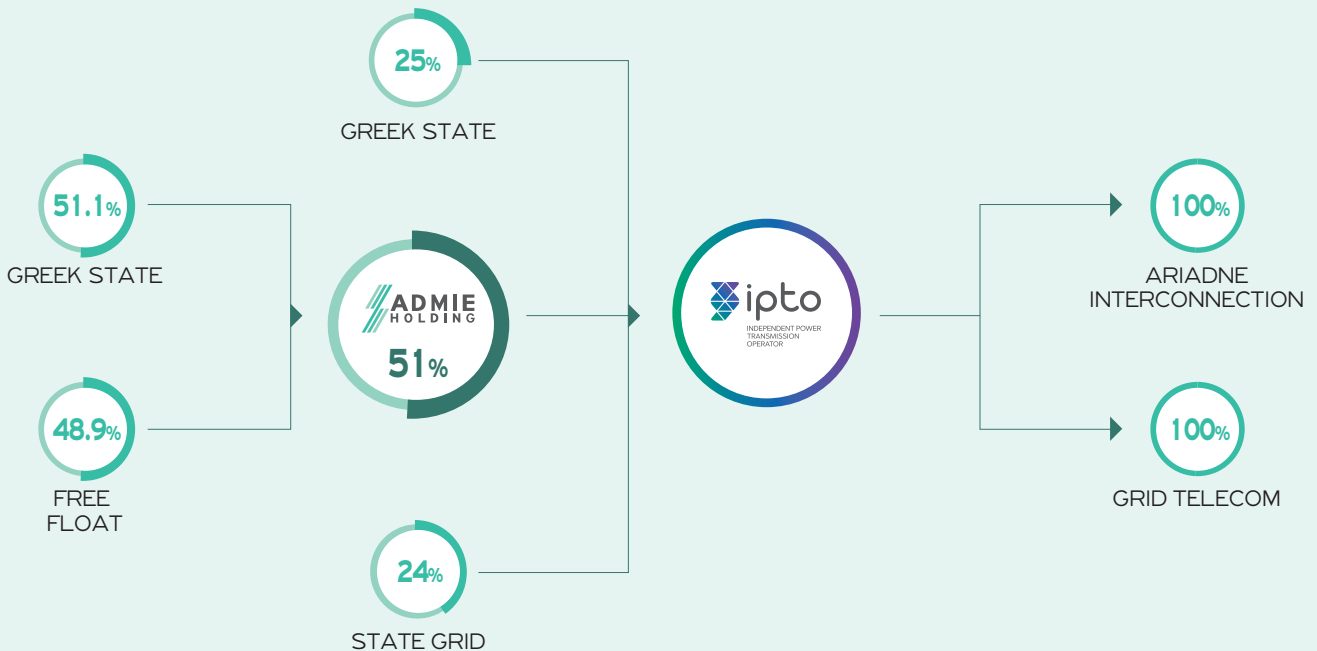 25%
GREEK STATE
51.1%
GREEK STATE
ADMIE
HOLDING
51%
ipto
INDEPENDENT POWER
TRANSMISSION
OPERATOR
100%
ARIADNE
INTERCONNECTION
48.9%
FREE
FLOAT
100%
GRID TELECOM
24%
STATE GRID